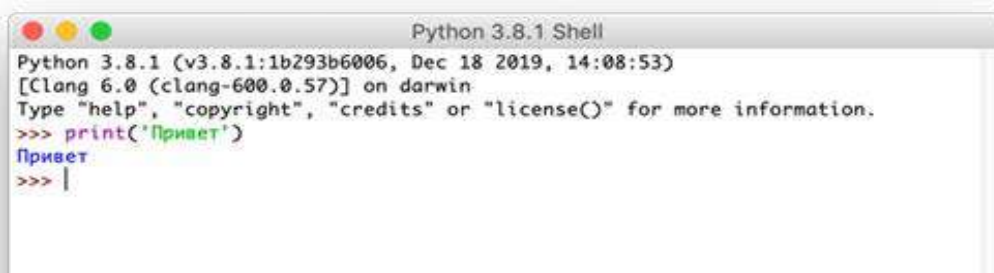 Python 3.8.1 Shell
Python 3.8.1 (v3.8.1:1b293b6006, Dec 18 2019, 14:08:53)
[Clang 6.0 (clang-600.0.57)] on darwin
Type "help", "copyright", "credits" or "license()" for more information.
>>> print('Привет')
Привет
>>>